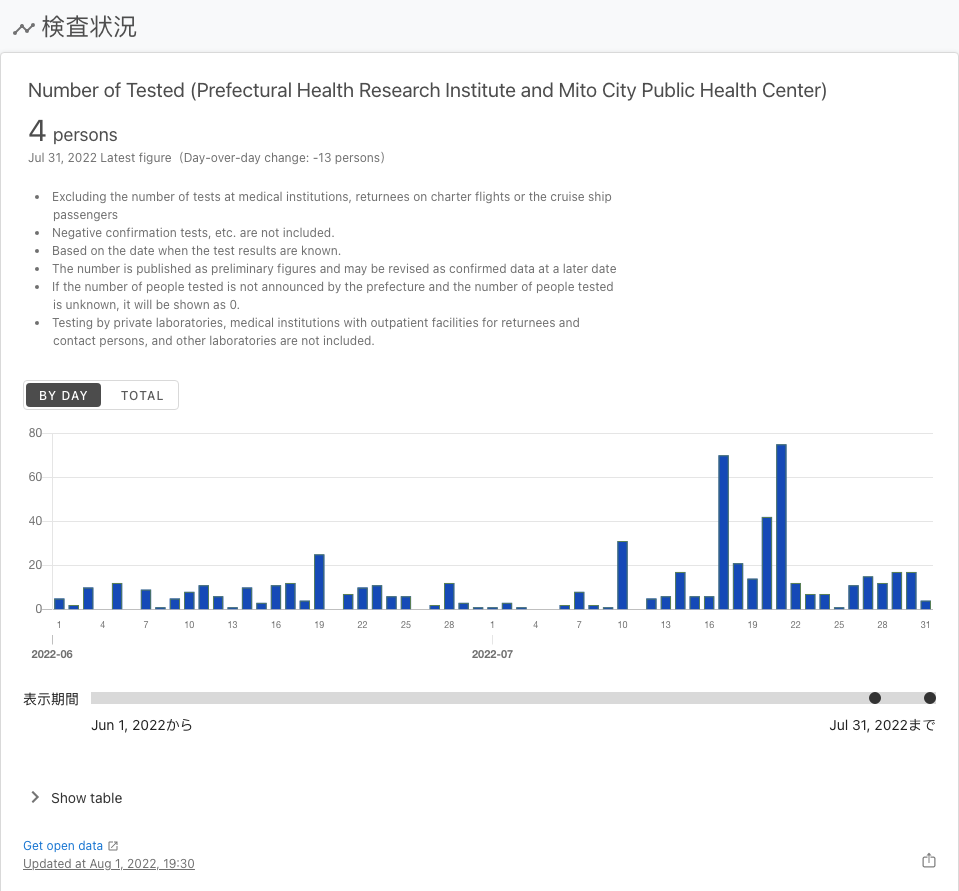 検査状況
Number of Tested (Prefectural Health Research Institute and Mito City Public Health Center)
4 persons
Jul 31, 2022 Latest figure（Day-over-day change: -13 persons）
• Excluding the number of tests at medical institutions, returnees on charter flights or the cruise ship
passengers
• Negative confirmation tests, etc. are not included.
• Based on the date when the test results are known.
• The number is published as preliminary figures and may be revised as confirmed data at a later date
• If the number of people tested is not announced by the prefecture and the number of people tested
is unknown, it will be shown as 0.
• Testing by private laboratories, medical institutions with outpatient facilities for returnees and
contact persons, and other laboratories are not included.
BY DAY TOTAL
80
60
40
20
0
1 4 7 10 13 16 19 22 25 28 1 4 7 10 13 16 19 22 25 28 31
2022-06 2022-07
表示期間
Jun 1, 2022から Jul 31, 2022まで
Show table
Get open data
Updated at Aug 1, 2022, 19:30